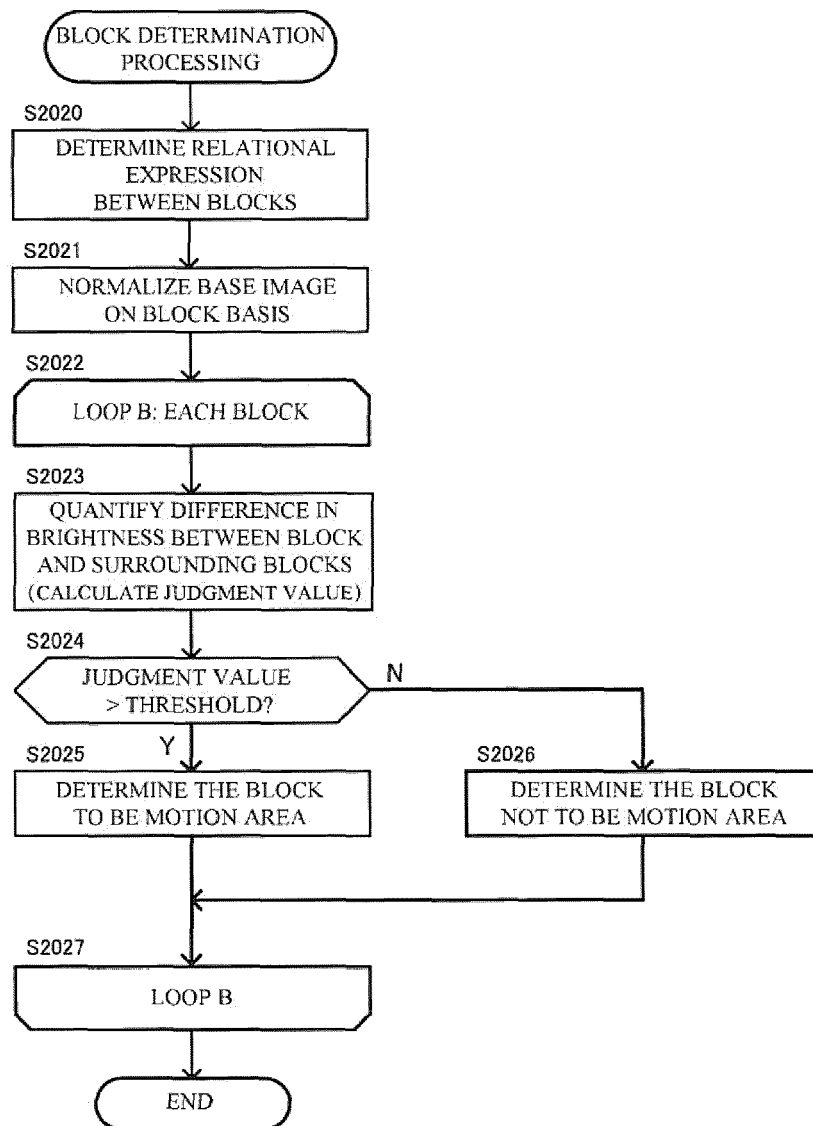 BLOCK DETERMINATION
PROCESSING
S2020
DETERMINE RELATIONAL
EXPRESSION
BETWEEN BLOCKS
S2021
NORMALIZE BASE IMAGE
ON BLOCK BASIS
S2022
LOOP B: EACH BLOCK
S2023
QUANTIFY DIFFERENCE IN
BRIGHTNESS BETWEEN BLOCK
AND SURROUNDING BLOCKS
(CALCULATE JUDGMENT VALUE)
S2024
JUDGMENT VALUE
> THRESHOLD?
N
Y
S2025
DETERMINE THE BLOCK
TO BE MOTION AREA
S2026
DETERMINE THE BLOCK
NOT TO BE MOTION AREA
S2027
LOOP B
END